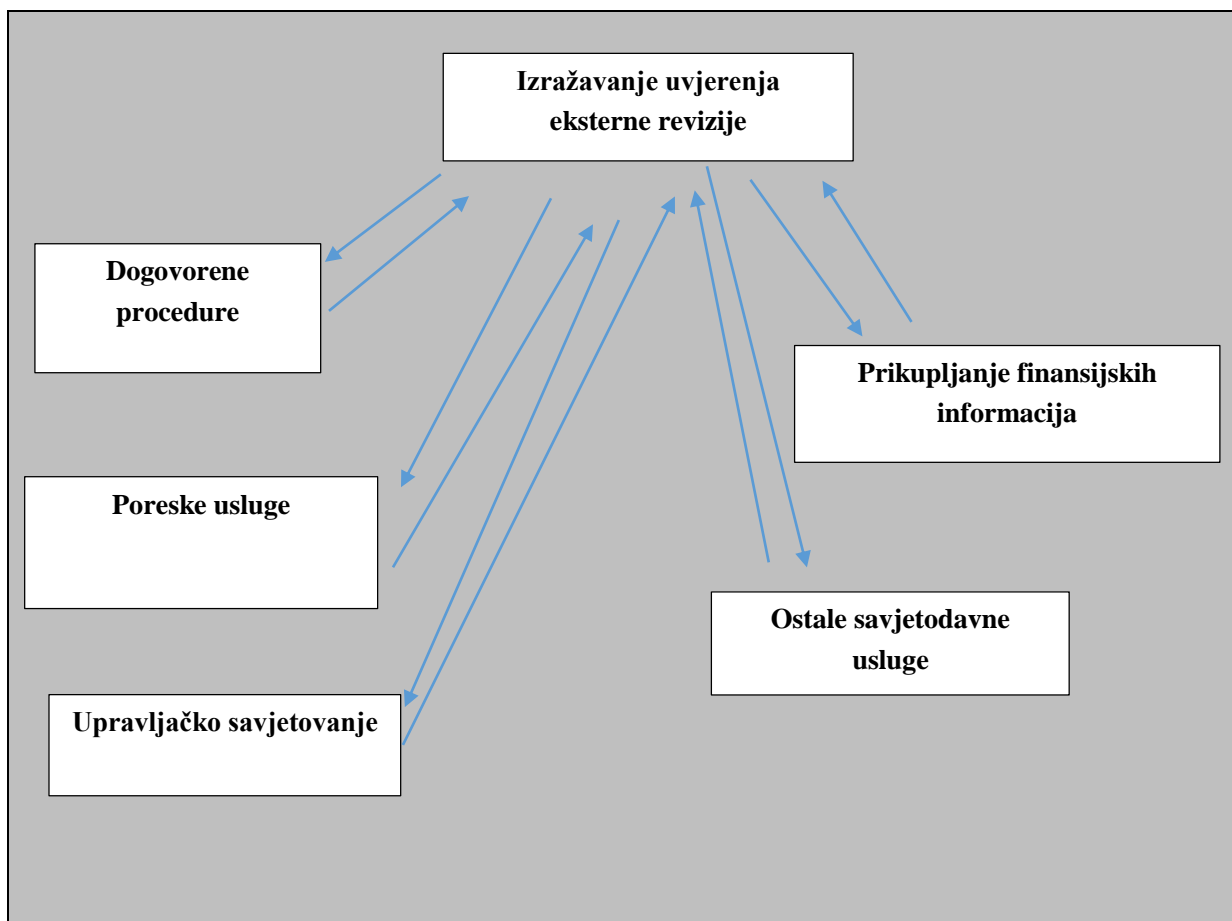 Izražavanje uvjerenja
eksterne revizije
Dogovorene
procedure
Prikupljanje finansijskih
informacija
Poreske usluge
Ostale savjetodavne
usluge
Upravljačko savjetovanje